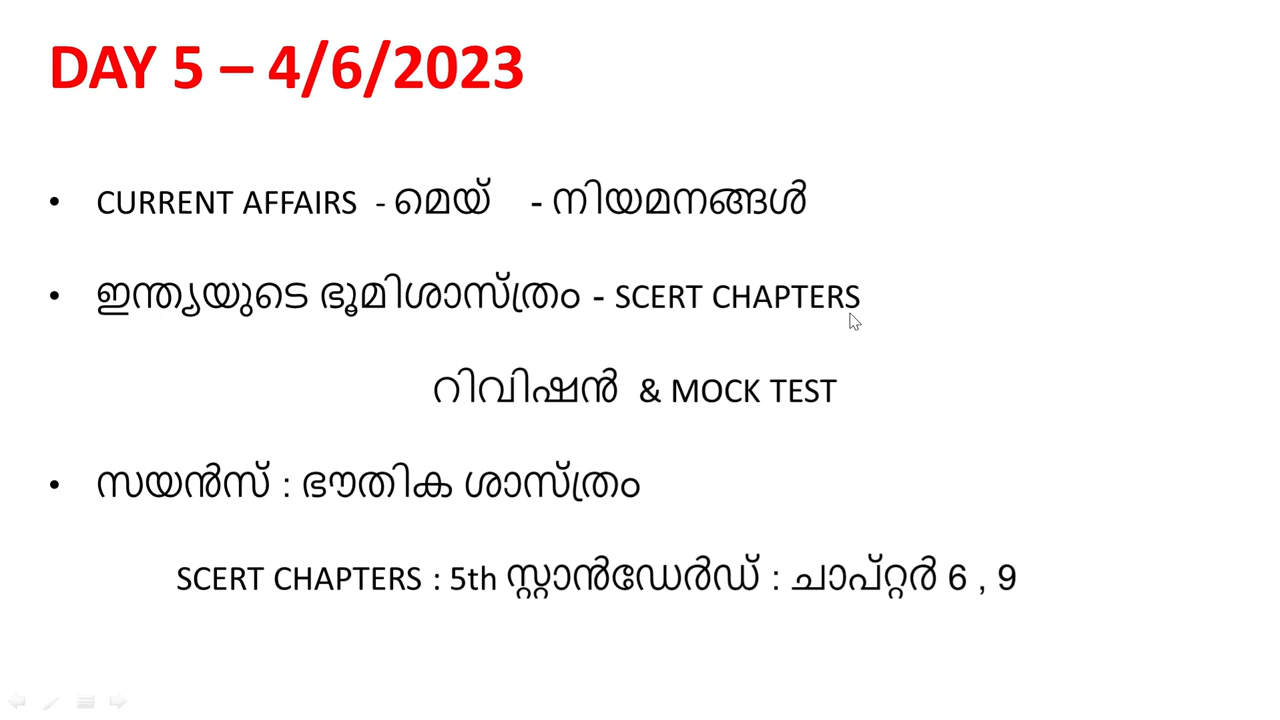 DAY 5 – 4/6/2023
• CURRENT AFFAIRS - മെയ് - നിയമനങ്ങൾ
• ഇന്ത്യയുടെ ഭൂമിശാസ്ത്രം - SCERT CHAPTERS
റിവിഷൻ & MOCK TEST
• സയൻസ് : ഭൗതിക ശാസ്ത്രം
SCERT CHAPTERS : 5th സ്റ്റാൻഡേർഡ് : ചാപ്റ്റർ 6 , 9